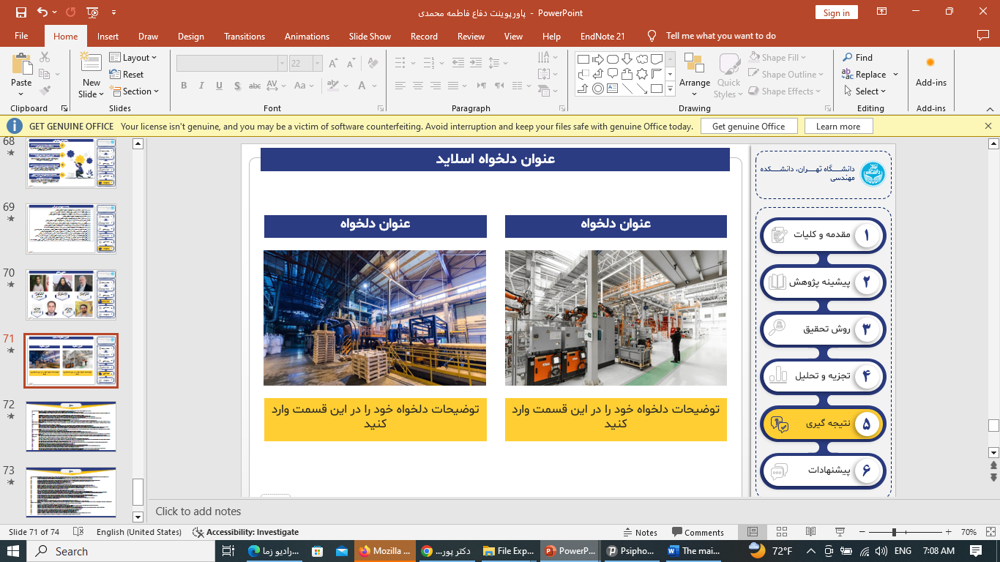 پاورپوینت دفاع فاطمه محمدی - PowerPoint
Sign in
File Home Insert Draw Design Transitions Animations Slide Show Record Review View Help EndNote 21 Tell me what you want to do
Paste
Clipboard
New Slide
Layout
Reset
Section
Slides
22
B I U S abc AV Aa A
Font
Paragraph
Arrange
Quick Styles
Shape Fill
Shape Outline
Shape Effects
Drawing
Find
Replace
Select
Editing
Add-ins
Add-ins
GET GENUINE OFFICE Your license isn't genuine, and you may be a victim of software counterfeiting. Avoid interruption and keep your files safe with genuine Office today. Get genuine Office Learn more
68
69
70
71
72
73
عنوان دلخواه اسلاید
عنوان دلخواه
عنوان دلخواه
توضیحات دلخواه خود را در این قسمت وارد
کنید
توضیحات دلخواه خود را در این قسمت وارد
کنید
دانشـــگاه تهـــران، دانشـــکده
مهندسی
۱ مقدمه و کلیات
۲ پیشینه پژوهش
۳ روش تحقیق
۴ تجزیه و تحلیل
۵ نتیجه گیری
۶ پیشنهادات
Click to add notes
Slide 71 of 74 English (United States) Accessibility: Investigate Notes Comments 70%
Search
رادیو زما...
Mozilla ...
دکتر پور...
File Exp...
PowerP...
Psipho...
The mai...
72°F
ENG
7:08 AM